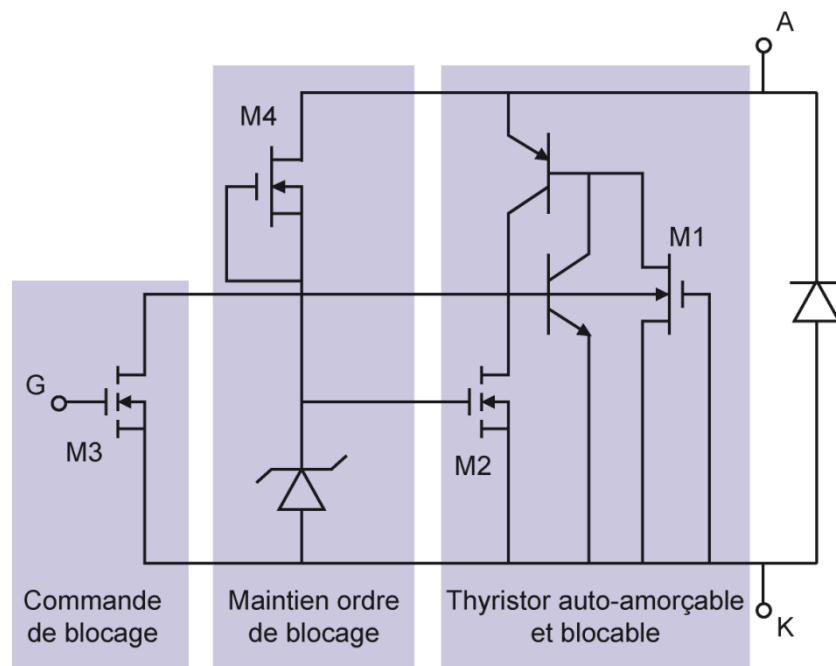 A
M4
M1
G
M3
M2
Commande
de blocage
Maintien ordre
de blocage
Thyristor auto-amorçable
et blocable
K